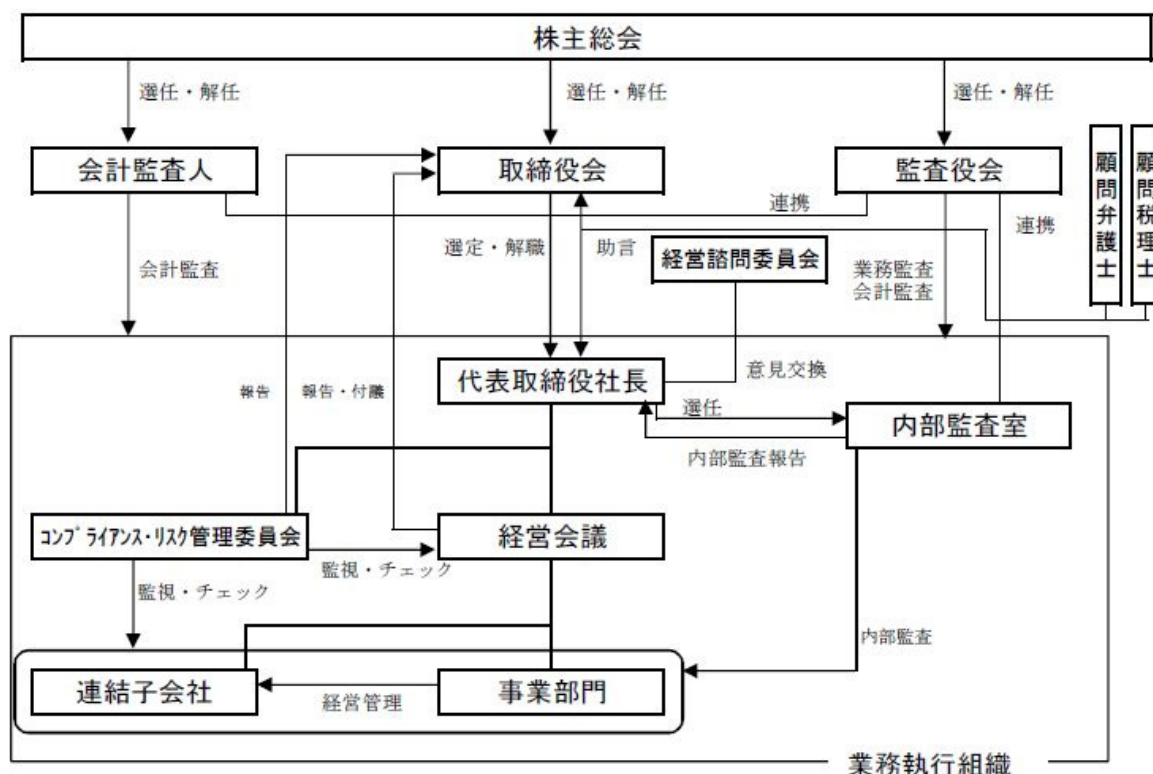 株主総会
選任・解任
選任・解任
選任・解任
会計監査人
取締役会
監査役会
顧問弁護士
顧問税理士
連携
連携
会計監査
選定・解職
助言
経営諮問委員会
業務監査
会計監査
代表取締役社長
意見交換
報告
報告・付議
選任
内部監査室
内部監査報告
ｺﾝﾌﾟﾗｲｱﾝｽ・ﾘｽｸ管理委員会
経営会議
監視・チェック
監視・チェック
内部監査
連結子会社
経営管理
事業部門
業務執行組織